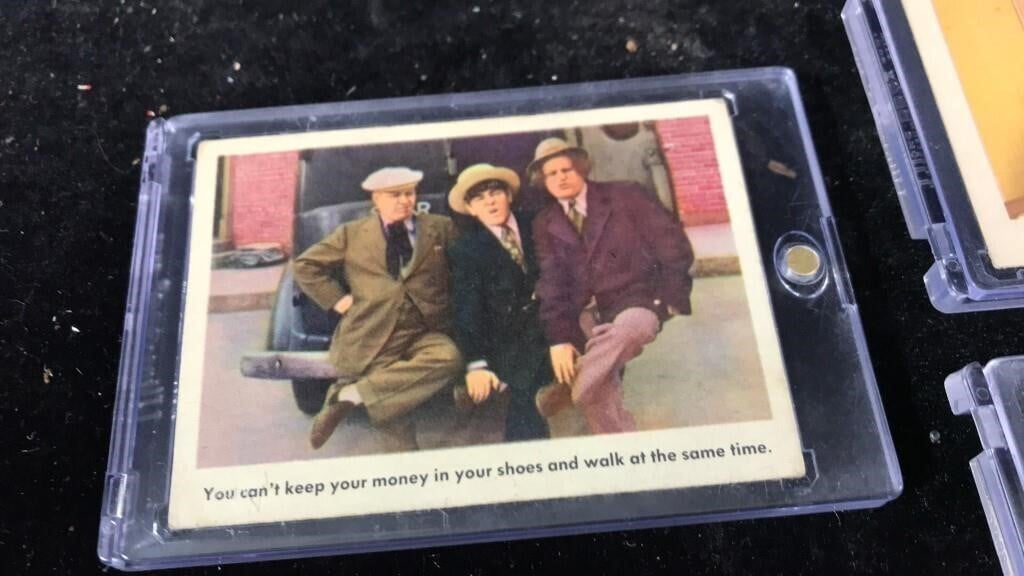 R
You can't keep your money in your shoes and walk at the same time.